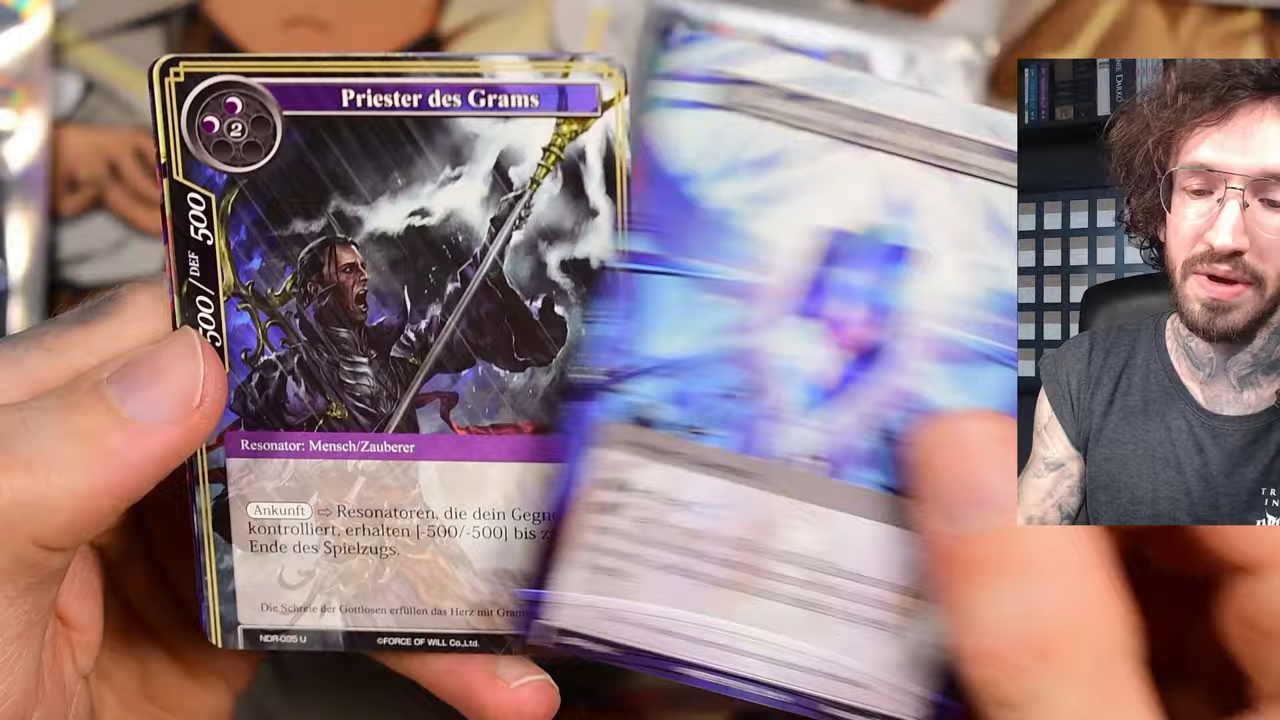 Priester des Grams
2
500 / DEF 500
Resonator: Mensch/Zauberer
Ankunft ⇨ Resonatoren, die dein Gegn
kontrolliert, erhalten [-500/-500] bis z
Ende des Spielzugs.
Die Schreie der Gottlosen erfüllen das Herz mit Gram
NDR-095 U
©FORCE OF WILL Co.,Ltd.